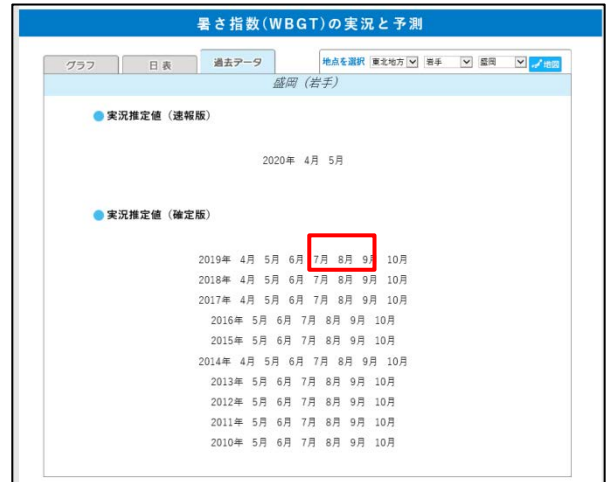 暑さ指数(WBGT)の実況と予測
グラフ 日表 過去データ 地点を選択 東北地方 岩手 盛岡 地図
盛岡（岩手）
実況推定値（速報版）
2020年 4月 5月
実況推定値（確定版）
2019年 4月 5月 6月 7月 8月 9月 10月
2018年 4月 5月 6月 7月 8月 9月 10月
2017年 4月 5月 6月 7月 8月 9月 10月
2016年 5月 6月 7月 8月 9月 10月
2015年 5月 6月 7月 8月 9月 10月
2014年 4月 5月 6月 7月 8月 9月 10月
2013年 5月 6月 7月 8月 9月 10月
2012年 5月 6月 7月 8月 9月 10月
2011年 5月 6月 7月 8月 9月 10月
2010年 5月 6月 7月 8月 9月 10月